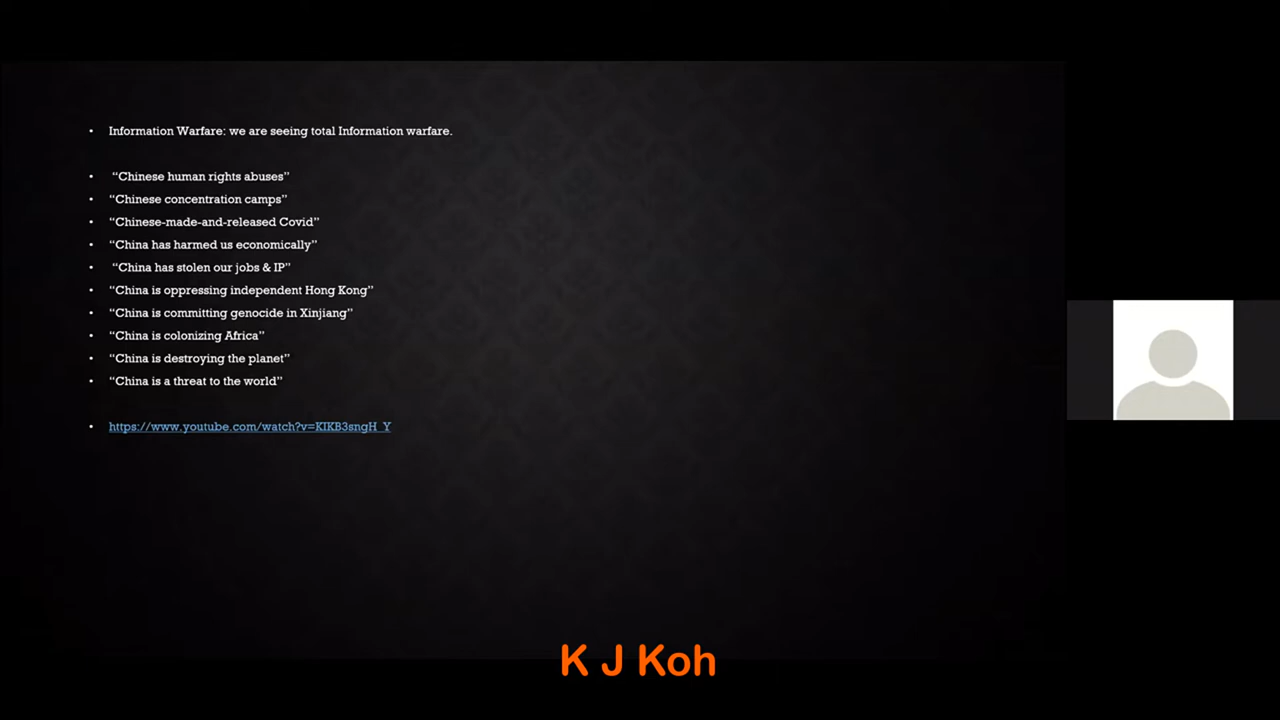 • Information Warfare: we are seeing total Information warfare.
• “Chinese human rights abuses”
• “Chinese concentration camps”
• “Chinese-made-and-released Covid”
• “China has harmed us economically”
• “China has stolen our jobs & IP”
• “China is oppressing independent Hong Kong”
• “China is committing genocide in Xinjiang”
• “China is colonizing Africa”
• “China is destroying the planet”
• “China is a threat to the world”
• https://www.youtube.com/watch?v=KIKB3sngH_Y
K J Koh